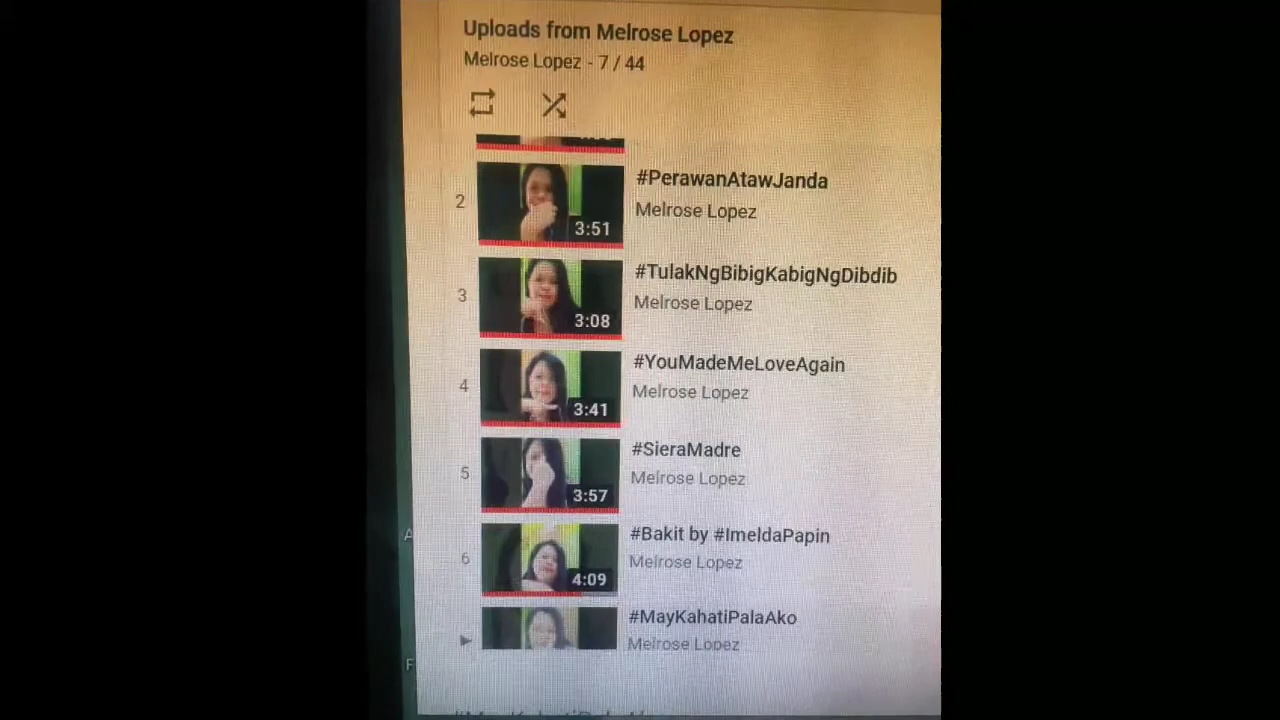 Uploads from Melrose Lopez
Melrose Lopez - 7 / 44
2
#PerawanAtawJanda
Melrose Lopez
3:51
3
#TulakNgBibigKabigNgDibdib
Melrose Lopez
3:08
4
#YouMadeMeLoveAgain
Melrose Lopez
3:41
5
#SieraMadre
Melrose Lopez
3:57
6
#Bakit by #ImeldaPapin
Melrose Lopez
4:09
#MayKahatiPalaAko
Melrose Lopez
A
F